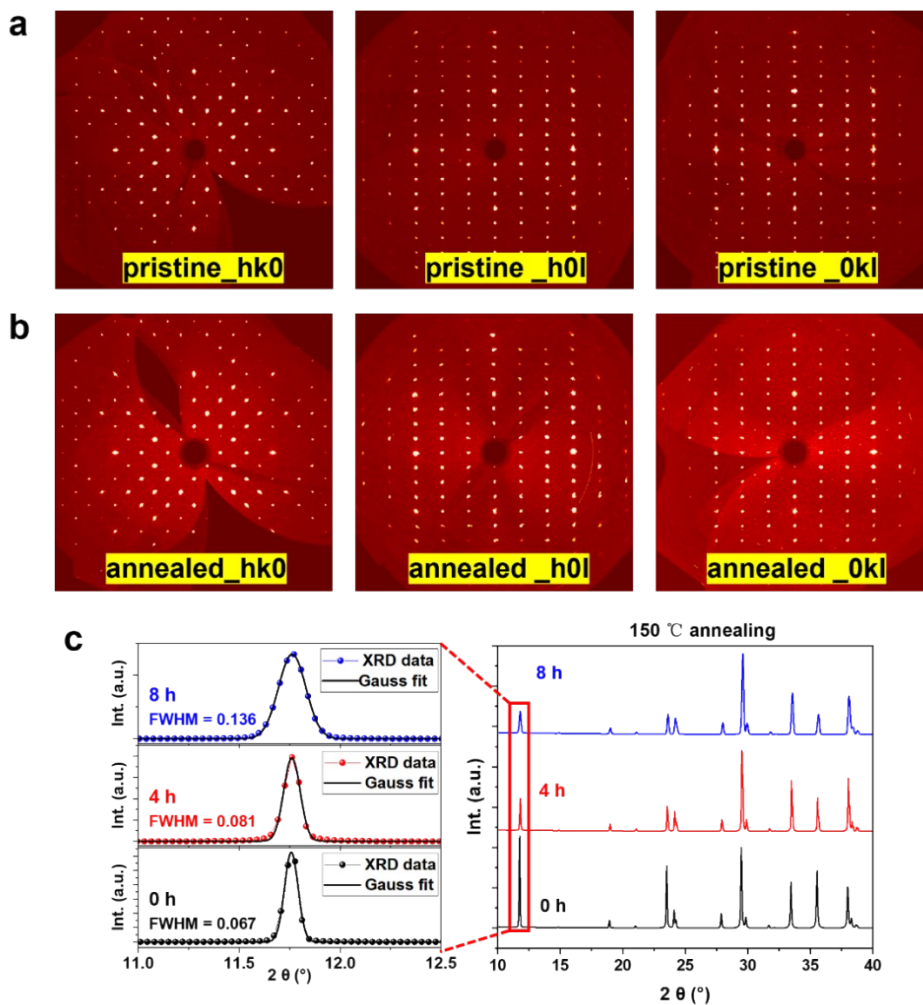 a
pristine_hk0
pristine _h0l
pristine _0kl
b
annealed_hk0
annealed _h0l
annealed _0kl
c
150 ℃ annealing
Int. (a.u.)
8 h
FWHM = 0.136
XRD data
Gauss fit
Int. (a.u.)
4 h
FWHM = 0.081
XRD data
Gauss fit
Int. (a.u.)
0 h
FWHM = 0.067
XRD data
Gauss fit
11.0 11.5 12.0 12.5
2 θ (°)
Int. (a.u.)
8 h
4 h
0 h
10 15 20 25 30 35 40
2 θ (°)